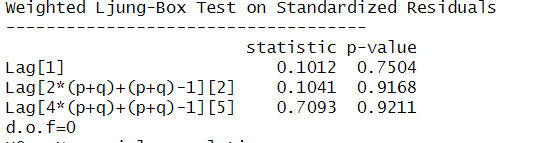 Weighted Ljung-Box Test on Standardized Residuals
------------------------------------
statistic p-value
Lag[1] 0.1012 0.7504
Lag[2*(p+q)+(p+q)-1][2] 0.1041 0.9168
Lag[4*(p+q)+(p+q)-1][5] 0.7093 0.9211
d.o.f=0